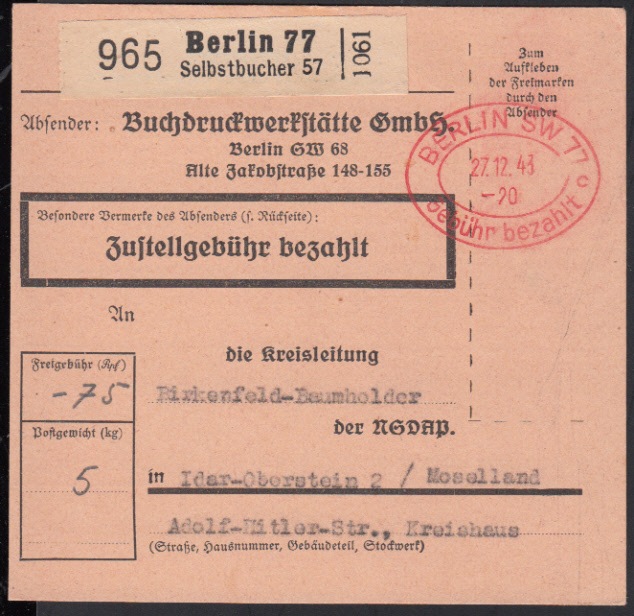 965 Berlin 77
Selbstbucher 57
1061
Zum
Aufkleben
der Freimarken
durch den
Absender
Absender: Buchdruckwerkstätte GmbH.
Berlin SW 68
Alte Jakobstraße 148-155
BERLIN SW 77 c
27.12.43
-20
Gebühr bezahlt
Besondere Vermerke des Absenders (s. Rückseite):
Zustellgebühr bezahlt
An
die Kreisleitung
Freigebühr (Rpf)
-75
Birkenfeld-Baumholder
der NSDAP.
Postgewicht (kg)
5
in Idar-Oberstein 2 / Moselland
Adolf-Hitler-Str., Kreishaus
(Straße, Hausnummer, Gebäudeteil, Stockwerk)